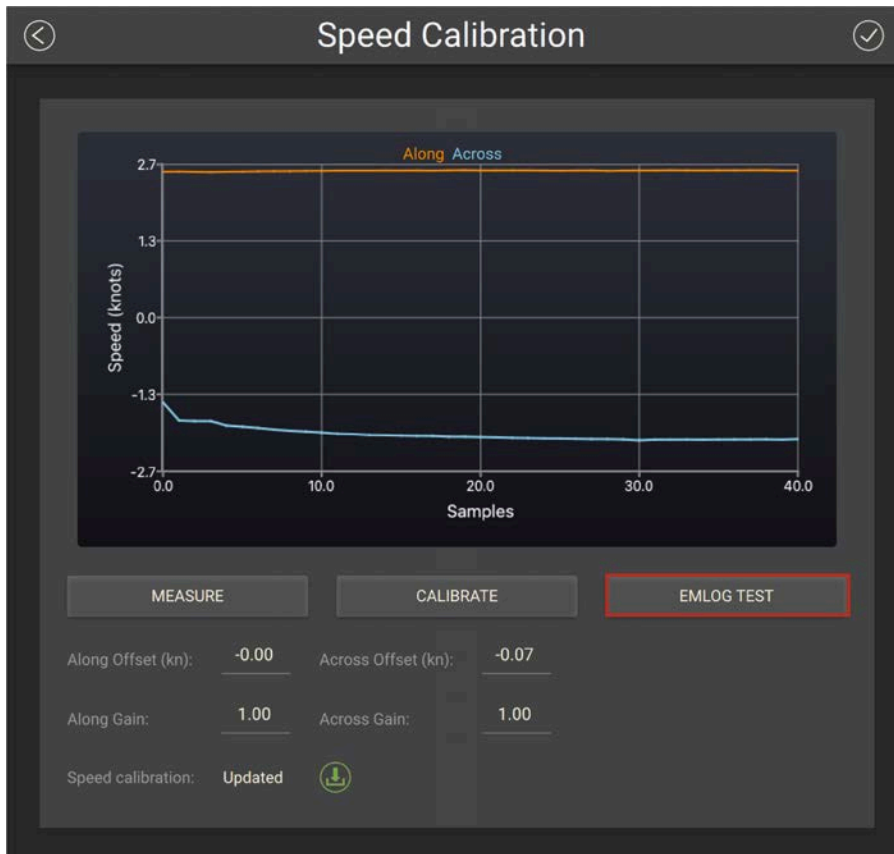 Speed Calibration
Along Across
2.7
1.3
0.0
-1.3
-2.7
Speed (knots)
0.0 10.0 20.0 30.0 40.0
Samples
MEASURE CALIBRATE EMLOG TEST
Along Offset (kn): -0.00 Across Offset (kn): -0.07
Along Gain: 1.00 Across Gain: 1.00
Speed calibration: Updated